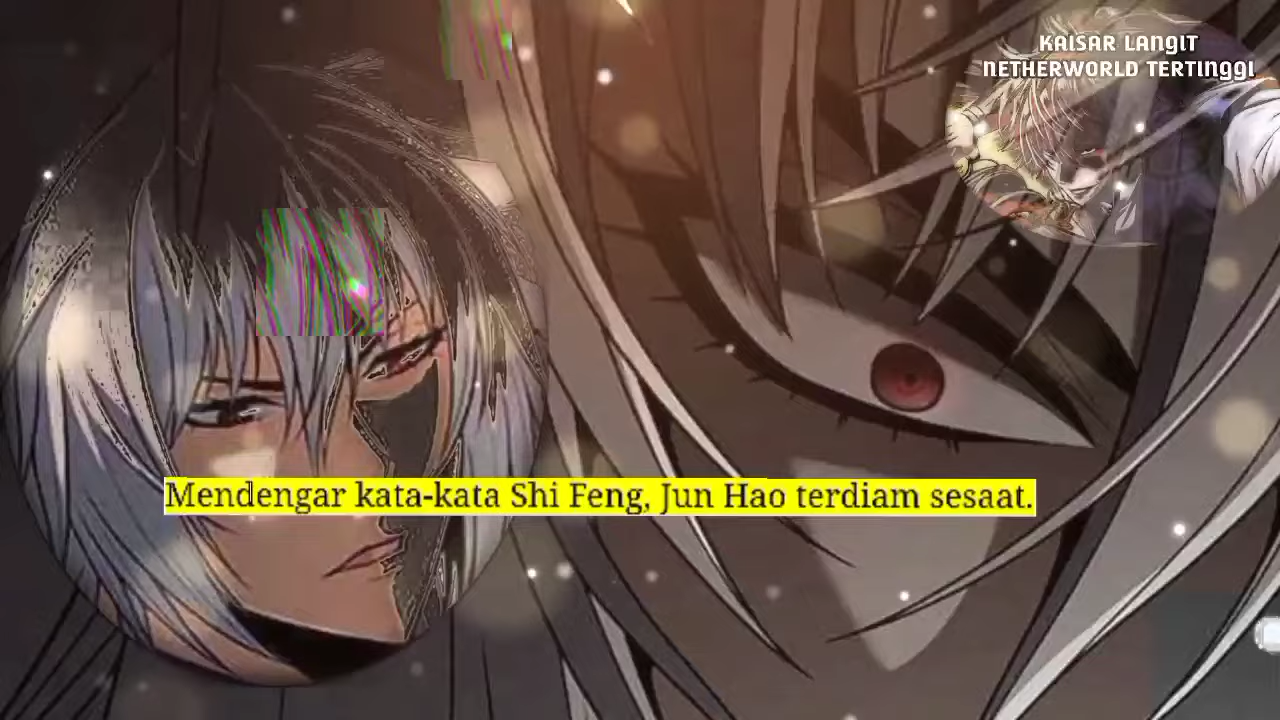 KAISAR LANGIT
NETHERWORLD TERTINGGI
Mendengar kata-kata Shi Feng, Jun Hao terdiam sesaat.